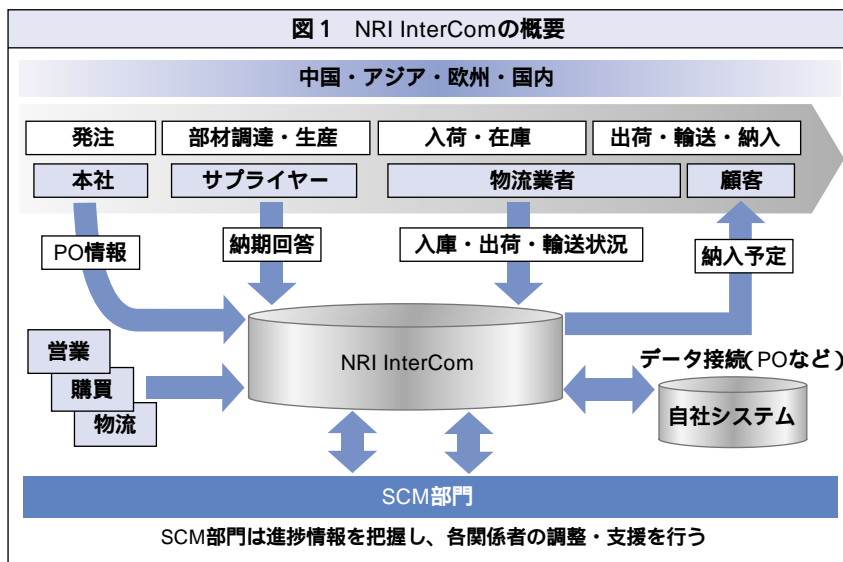 図1 NRI InterComの概要
中国・アジア・欧州・国内
発注
部材調達・生産
入荷・在庫
出荷・輸送・納入
本社
サプライヤー
物流業者
顧客
PO情報
納期回答
入庫・出荷・輸送状況
納入予定
営業
購買
物流
NRI InterCom
データ接続(POなど)
自社システム
SCM部門
SCM部門は進捗情報を把握し、各関係者の調整・支援を行う